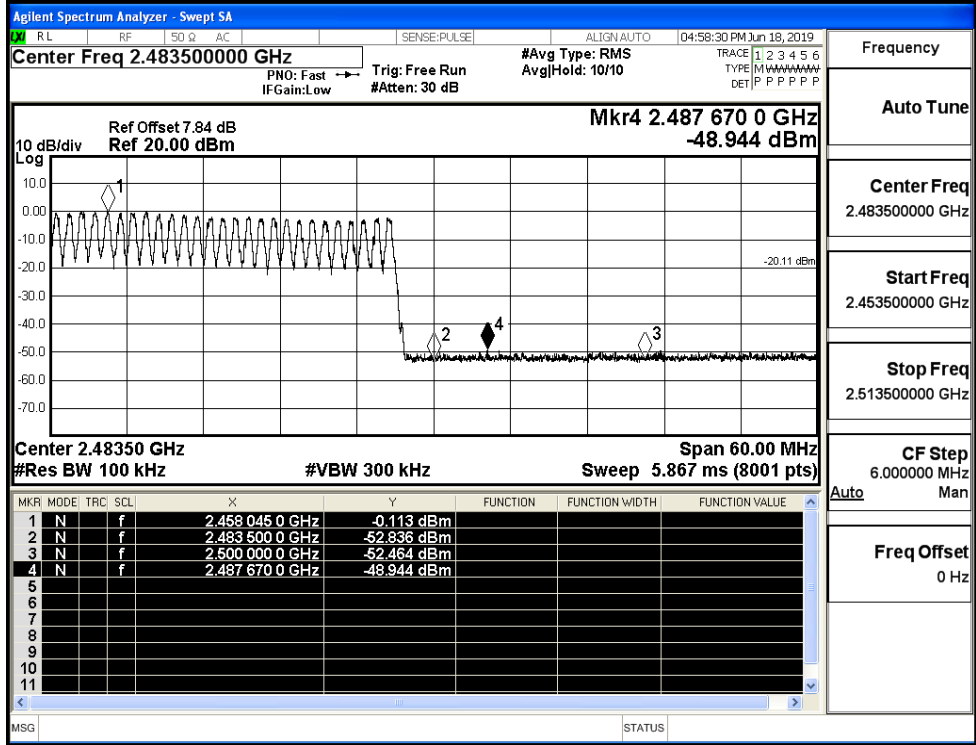 Agilent Spectrum Analyzer - Swept SA
LXI RL RF 50 Ω AC SENSE:PULSE ALIGN AUTO 04:58:30 PM Jun 18, 2019
Center Freq 2.483500000 GHz
PNO: Fast
IFGain:Low
Trig: Free Run
#Atten: 30 dB
#Avg Type: RMS
Avg|Hold: 10/10
TRACE 1 2 3 4 5 6
TYPE M WWWWW
DET P P P P P P
Mkr4 2.487 670 0 GHz
-48.944 dBm
Ref Offset 7.84 dB
10 dB/div Ref 20.00 dBm
Log
10.0
0.00
-10.0
-20.0
-30.0
-40.0
-50.0
-60.0
-70.0
1
2
4
3
-20.11 dBm
Center 2.48350 GHz Span 60.00 MHz
#Res BW 100 kHz #VBW 300 kHz Sweep 5.867 ms (8001 pts)
MKR MODE TRC SCL X Y FUNCTION FUNCTION WIDTH FUNCTION VALUE
1 N f 2.458 045 0 GHz -0.113 dBm
2 N f 2.483 500 0 GHz -52.836 dBm
3 N f 2.500 000 0 GHz -52.464 dBm
4 N f 2.487 670 0 GHz -48.944 dBm
5
6
7
8
9
10
11
MSG STATUS
Frequency
Auto Tune
Center Freq
2.483500000 GHz
Start Freq
2.453500000 GHz
Stop Freq
2.513500000 GHz
CF Step
6.000000 MHz
Auto Man
Freq Offset
0 Hz